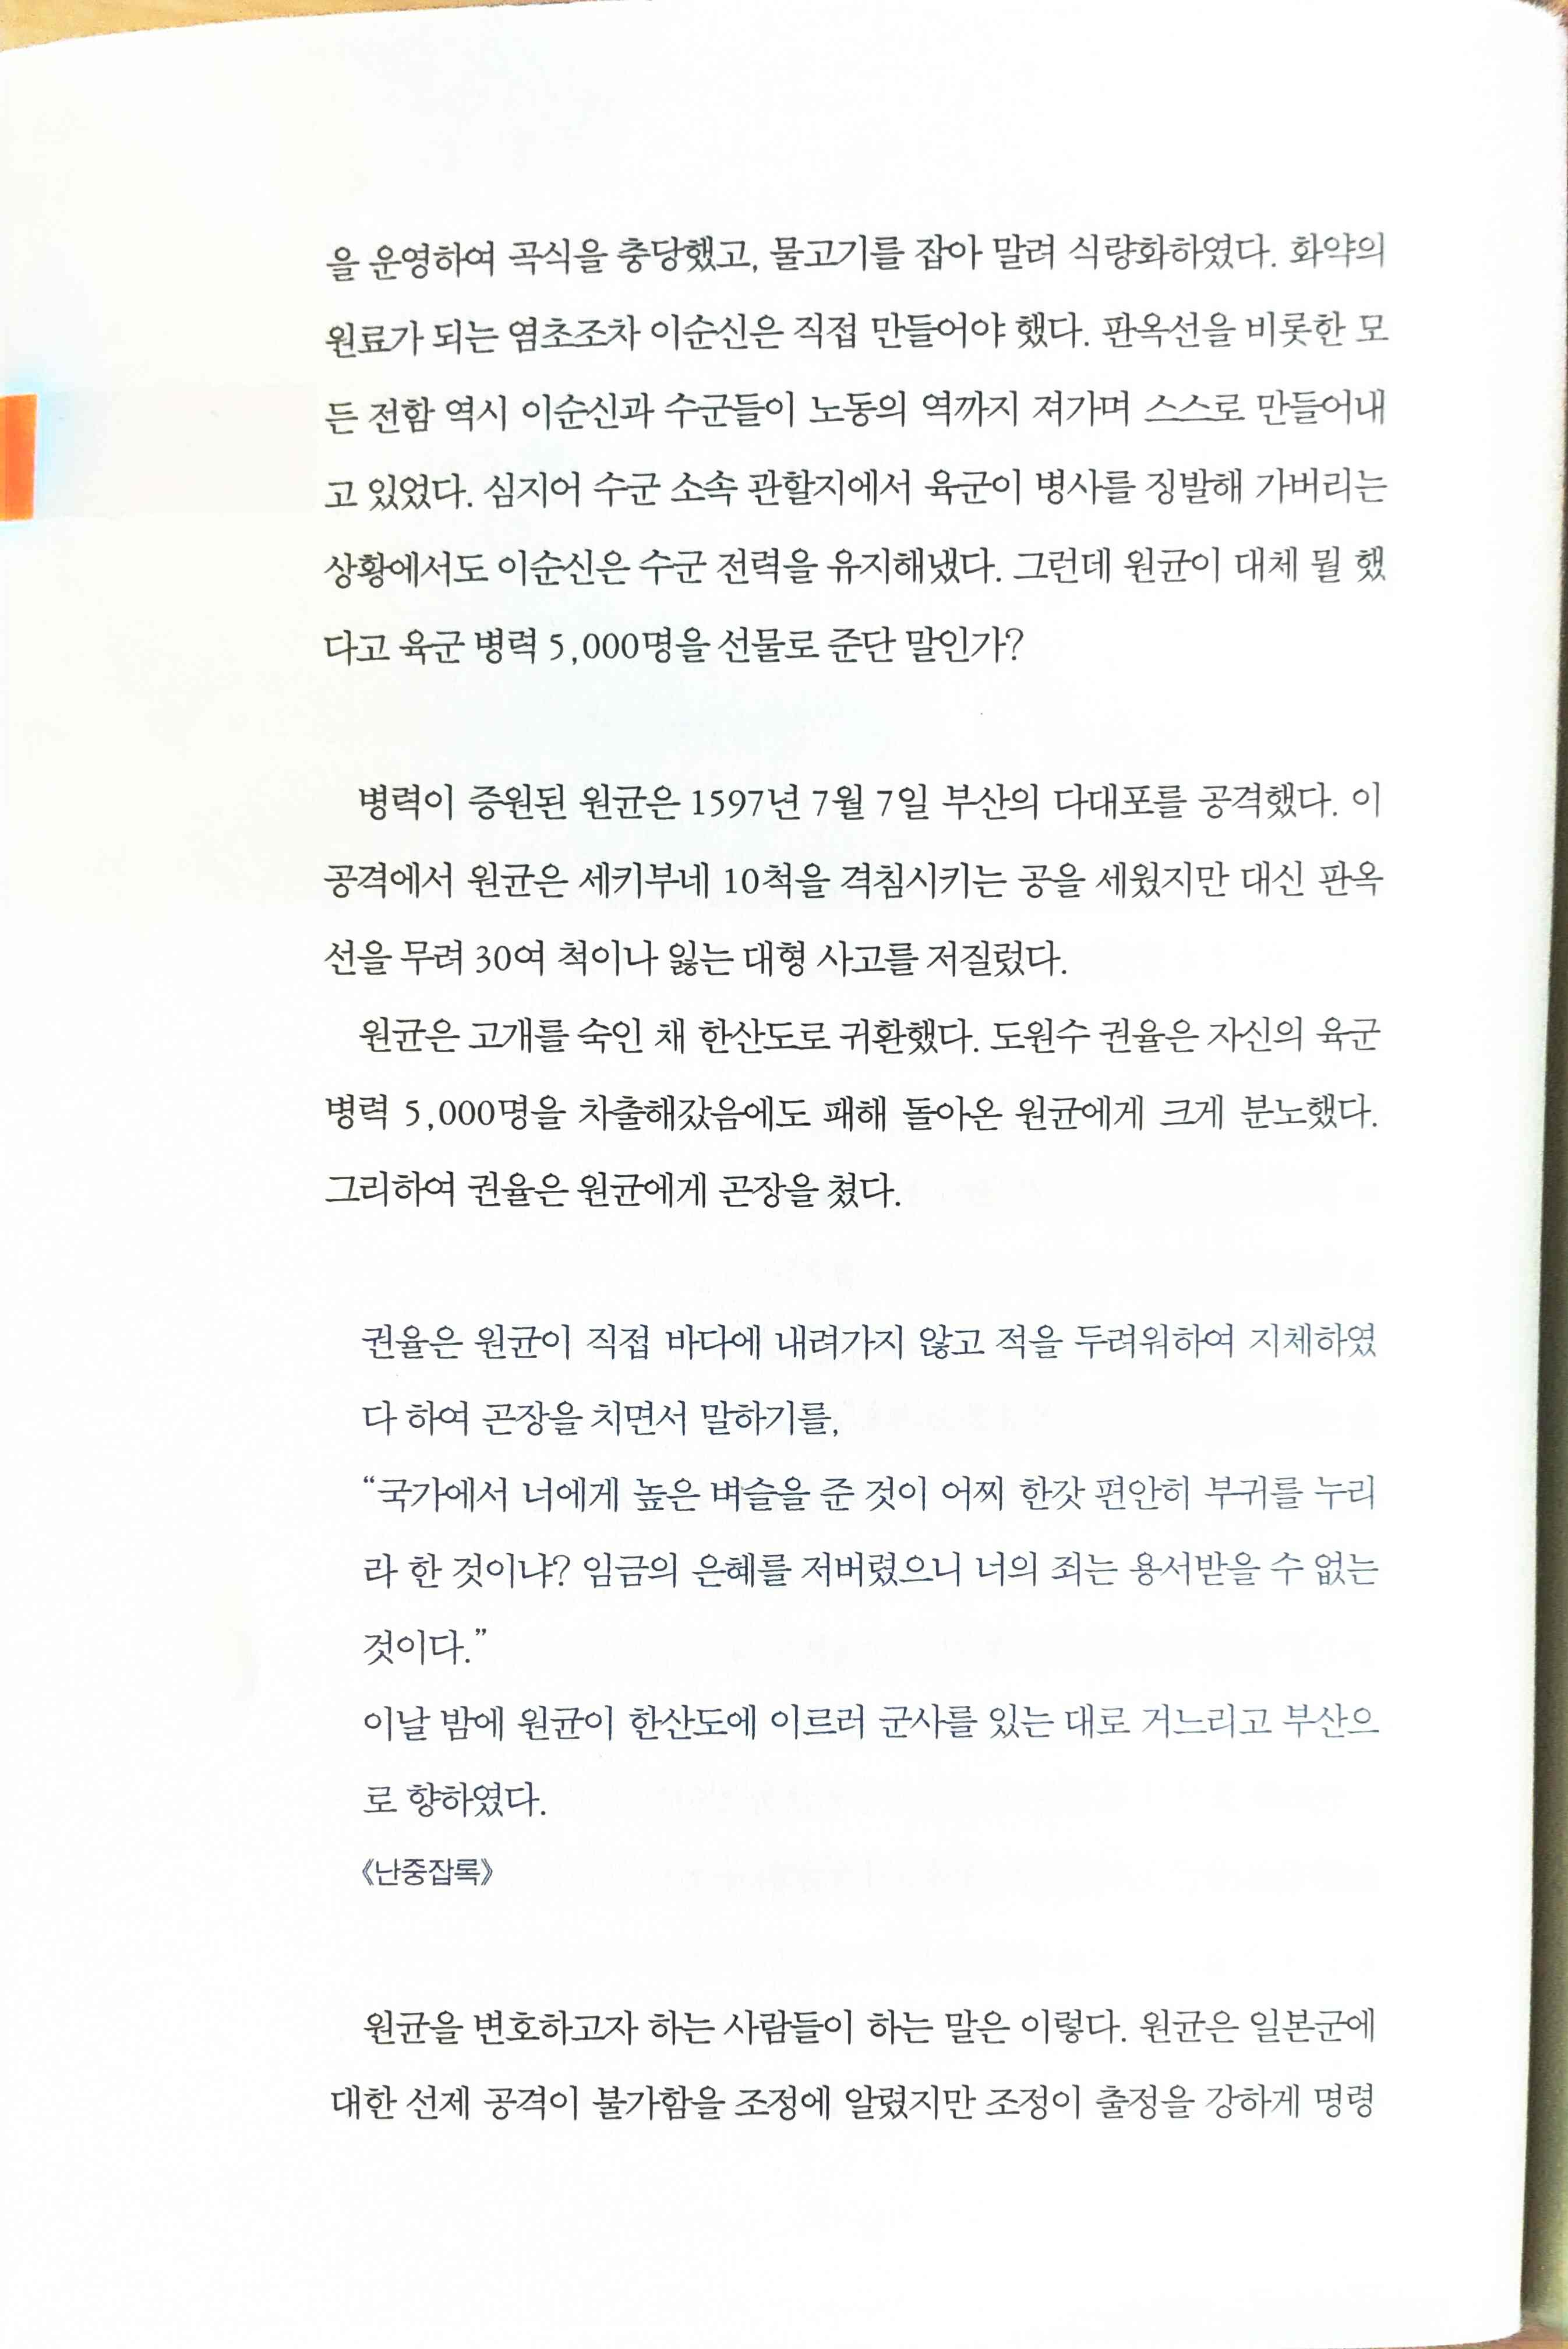 을 운영하여 곡식을 충당했고, 물고기를 잡아 말려 식량화하였다. 화약의
원료가 되는 염초조차 이순신은 직접 만들어야 했다. 판옥선을 비롯한 모
든 전함 역시 이순신과 수군들이 노동의 역까지 져가며 스스로 만들어내
고 있었다. 심지어 수군 소속 관할지에서 육군이 병사를 징발해 가버리는
상황에서도 이순신은 수군 전력을 유지해냈다. 그런데 원균이 대체 뭘 했
다고 육군 병력 5,000명을 선물로 준단 말인가?
병력이 증원된 원균은 1597년 7월 7일 부산의 다대포를 공격했다. 이
공격에서 원균은 세키부네 10척을 격침시키는 공을 세웠지만 대신 판옥
선을 무려 30여 척이나 잃는 대형 사고를 저질렀다.
원균은 고개를 숙인 채 한산도로 귀환했다. 도원수 권율은 자신의 육군
병력 5,000명을 차출해갔음에도 패해 돌아온 원균에게 크게 분노했다.
그리하여 권율은 원균에게 곤장을 쳤다.
권율은 원균이 직접 바다에 내려가지 않고 적을 두려워하여 지체하였
다 하여 곤장을 치면서 말하기를,
“국가에서 너에게 높은 벼슬을 준 것이 어찌 한갓 편안히 부귀를 누리
라 한 것이냐? 임금의 은혜를 저버렸으니 너의 죄는 용서받을 수 없는
것이다.”
이날 밤에 원균이 한산도에 이르러 군사를 있는 대로 거느리고 부산으
로 향하였다.
《난중잡록》
원균을 변호하고자 하는 사람들이 하는 말은 이렇다. 원균은 일본군에
대한 선제 공격이 불가함을 조정에 알렸지만 조정이 출정을 강하게 명령